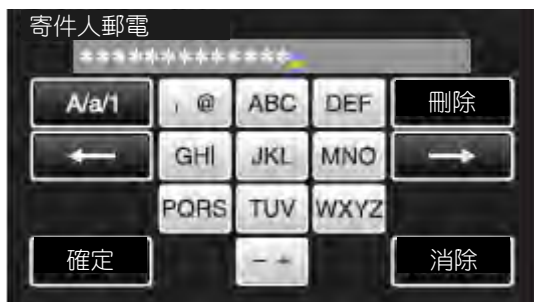 寄件人郵電
*************_
A/a/1 , @ ABC DEF 刪除
← GHI JKL MNO →
PQRS TUV WXYZ
確定 - + 消除